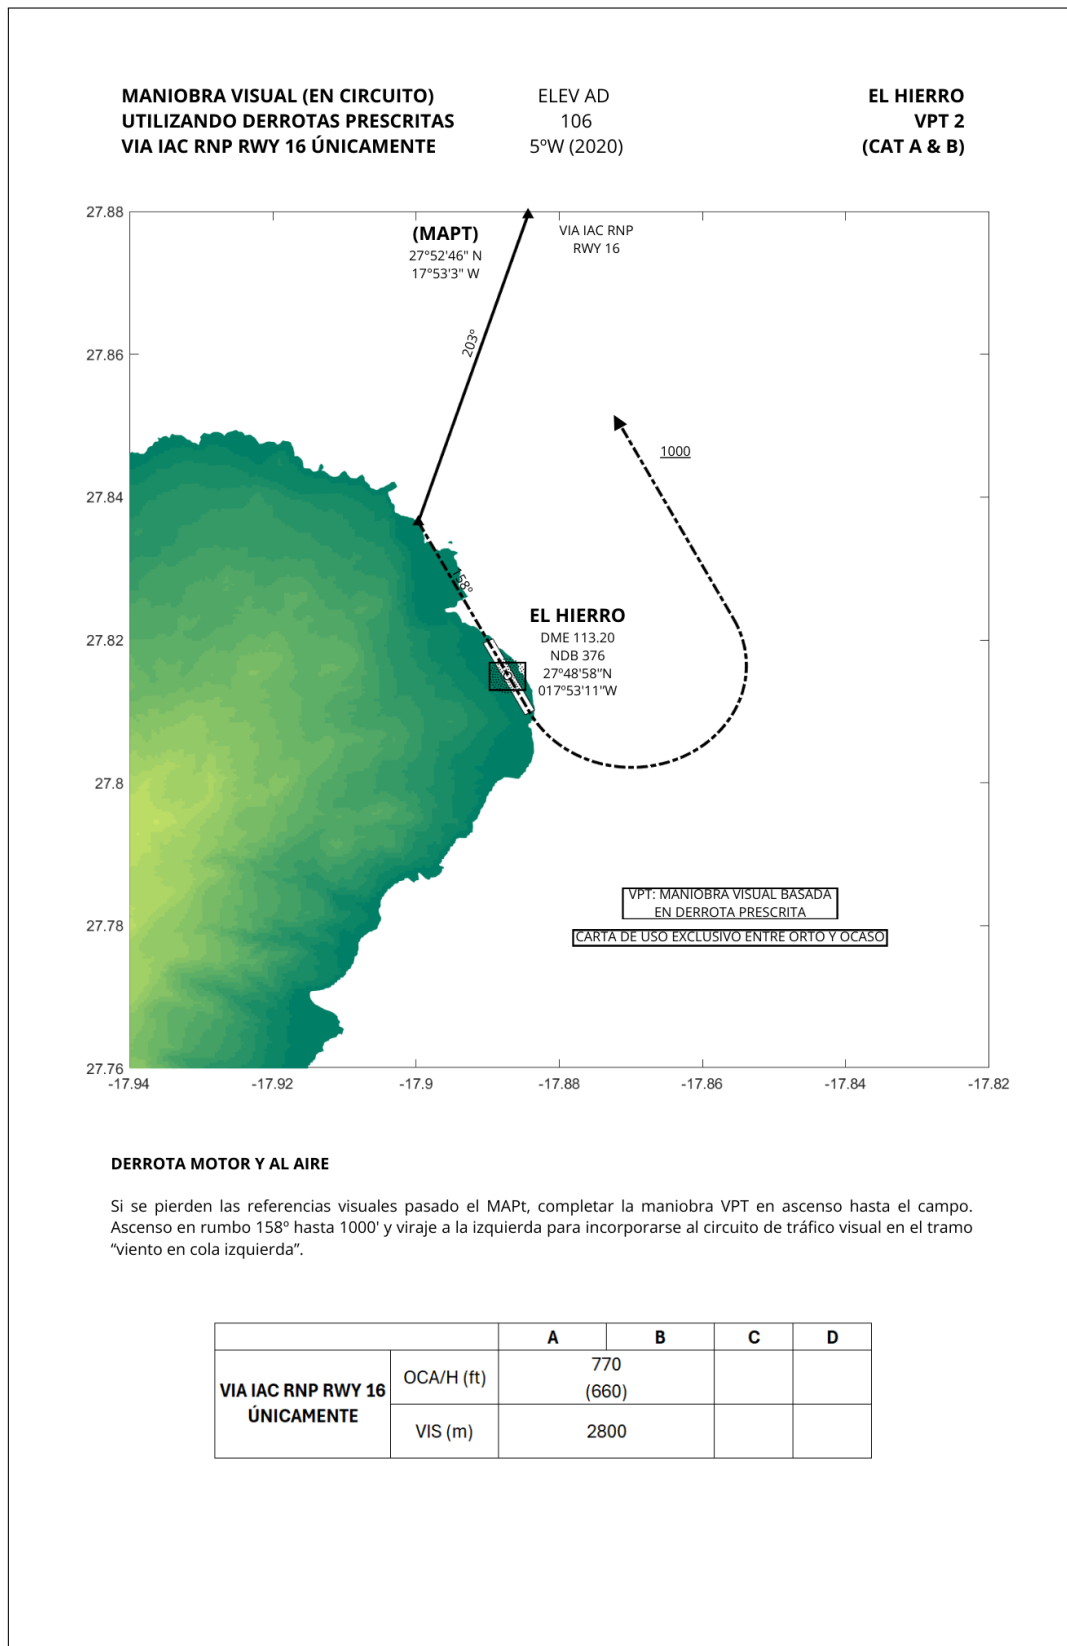 MANIOBRA VISUAL (EN CIRCUITO)
UTILIZANDO DERROTAS PRESCRITAS
VIA IAC RNP RWY 16 ÚNICAMENTE
ELEV AD
106
5ºW (2020)
EL HIERRO
VPT 2
(CAT A & B)
27.88
27.86
27.84
27.82
27.8
27.78
27.76
-17.94
-17.92
-17.9
-17.88
-17.86
-17.84
-17.82
(MAPT)
27°52'46" N
17°53'3" W
VIA IAC RNP
RWY 16
203º
1000
158º
EL HIERRO
DME 113.20
NDB 376
27°48'58"N
017°53'11"W
VPT: MANIOBRA VISUAL BASADA
EN DERROTA PRESCRITA
CARTA DE USO EXCLUSIVO ENTRE ORTO Y OCASO
DERROTA MOTOR Y AL AIRE
Si se pierden las referencias visuales pasado el MAPt, completar la maniobra VPT en ascenso hasta el campo.
Ascenso en rumbo 158º hasta 1000' y viraje a la izquierda para incorporarse al circuito de tráfico visual en el tramo
“viento en cola izquierda”.
A B C D
VIA IAC RNP RWY 16
ÚNICAMENTE
OCA/H (ft)
770
(660)
VIS (m)
2800